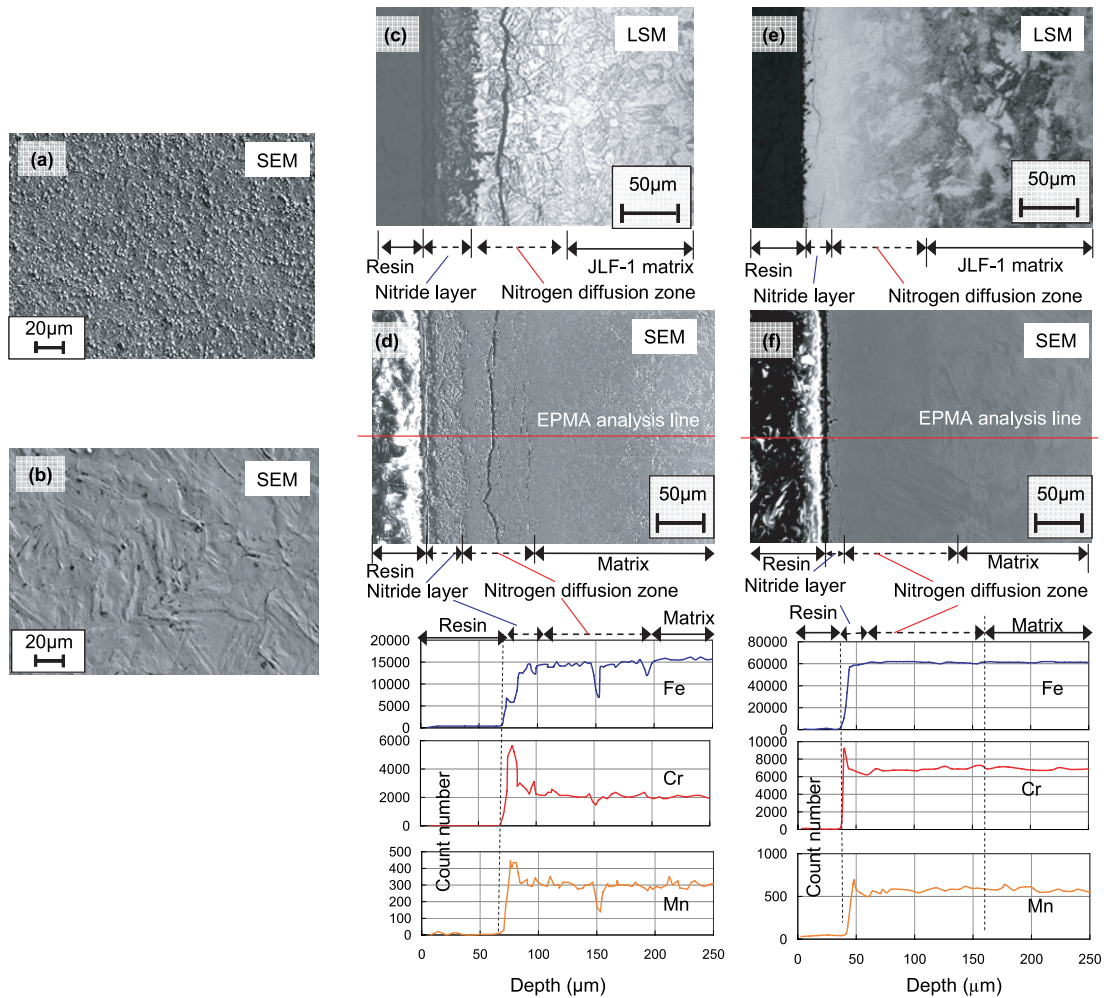 (a)
SEM
20μm
(b)
SEM
20μm
(c)
LSM
50μm
Resin
JLF-1 matrix
Nitride layer
Nitrogen diffusion zone
(d)
SEM
EPMA analysis line
50μm
Resin
Matrix
Nitride layer
Nitrogen diffusion zone
Resin
Matrix
20000
15000
10000
5000
0
Fe
6000
4000
2000
0
Cr
Count number
500
400
300
200
100
0
Mn
0 50 100 150 200 250
Depth (μm)
(e)
LSM
50μm
Resin
JLF-1 matrix
Nitride layer
Nitrogen diffusion zone
(f)
SEM
EPMA analysis line
50μm
Resin
Matrix
Nitride layer
Nitrogen diffusion zone
Resin
Matrix
80000
60000
40000
20000
0
Fe
10000
8000
6000
4000
2000
0
Cr
Count number
1000
500
0
Mn
0 50 100 150 200 250
Depth (μm)